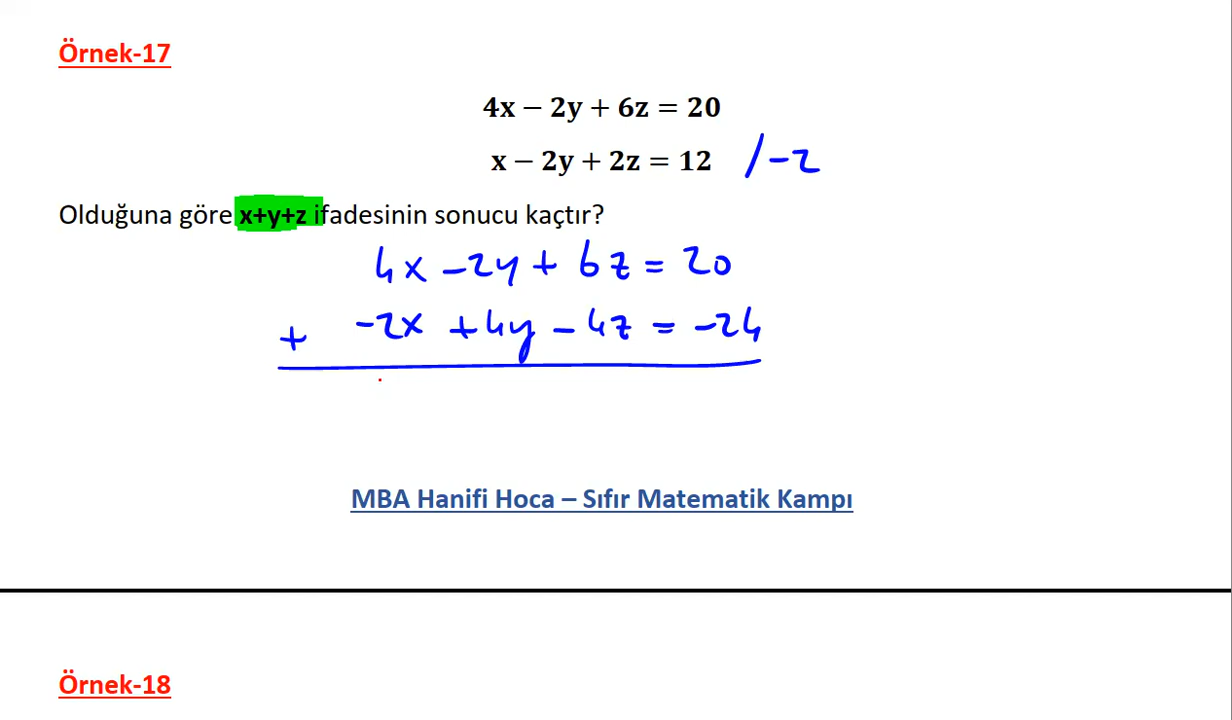 Örnek-17
4x − 2y + 6z = 20
x − 2y + 2z = 12 /-2
Olduğuna göre x+y+z ifadesinin sonucu kaçtır?
4x -2y + 6z = 20
+ -2x +4y - 4z = -24
MBA Hanifi Hoca – Sıfır Matematik Kampı
Örnek-18